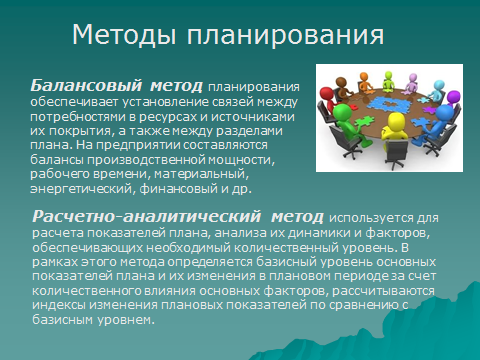 Методы планирования
Балансовый метод планирования
обеспечивает установление связей между
потребностями в ресурсах и источниками
их покрытия, а также между разделами
плана. На предприятии составляются
балансы производственной мощности,
рабочего времени, материальный,
энергетический, финансовый и др.
Расчетно-аналитический метод используется для
расчета показателей плана, анализа их динамики и факторов,
обеспечивающих необходимый количественный уровень. В
рамках этого метода определяется базисный уровень основных
показателей плана и их изменения в плановом периоде за счет
количественного влияния основных факторов, рассчитываются
индексы изменения плановых показателей по сравнению с
базисным уровнем.